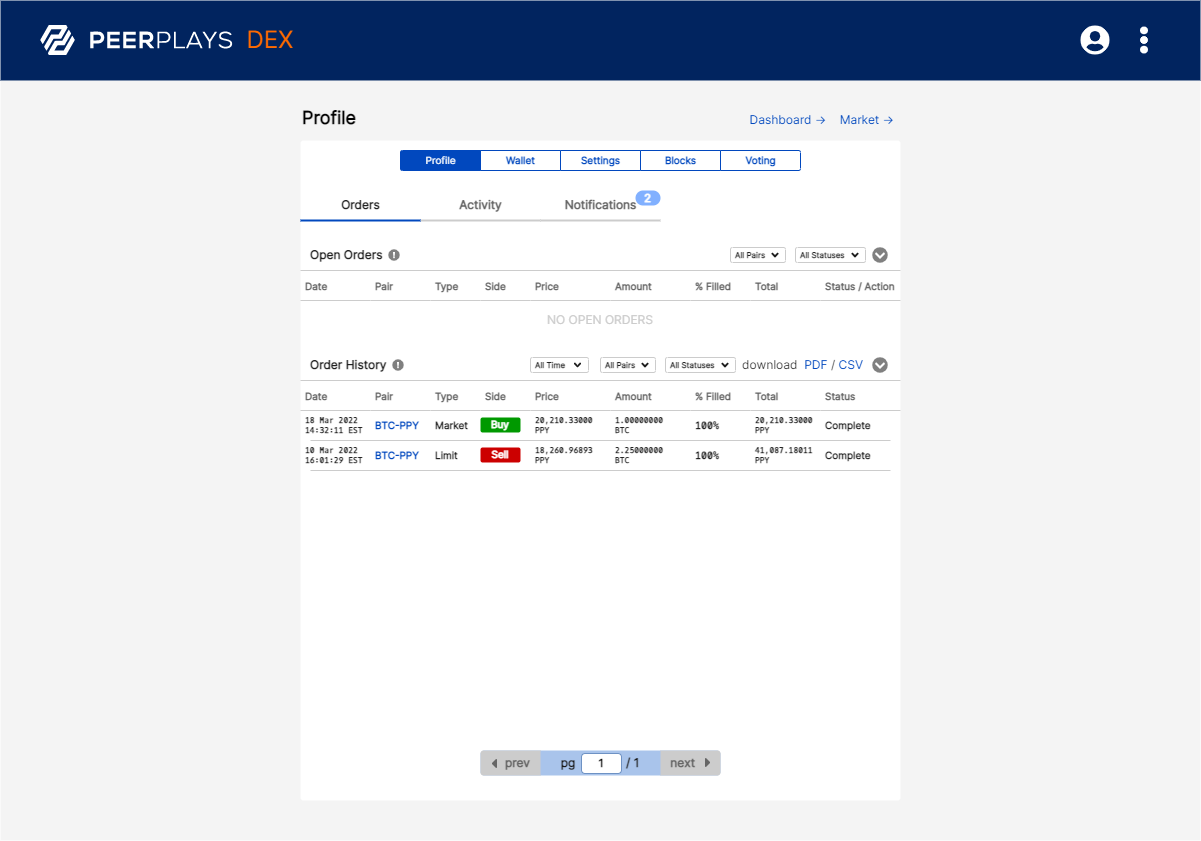 PEERPLAYS DEX
Profile
Dashboard → Market →
Profile Wallet Settings Blocks Voting
Orders Activity Notifications 2
Open Orders ! All Pairs All Statuses
Date Pair Type Side Price Amount % Filled Total Status / Action
NO OPEN ORDERS
Order History ! All Time All Pairs All Statuses download PDF / CSV
Date Pair Type Side Price Amount % Filled Total Status
18 Mar 2022 14:32:11 EST BTC-PPY Market Buy 20,210.33000 PPY 1.00000000 BTC 100% 20,210.33000 PPY Complete
10 Mar 2022 16:01:29 EST BTC-PPY Limit Sell 18,260.96893 PPY 2.25000000 BTC 100% 41,087.18011 PPY Complete
prev pg 1 / 1 next